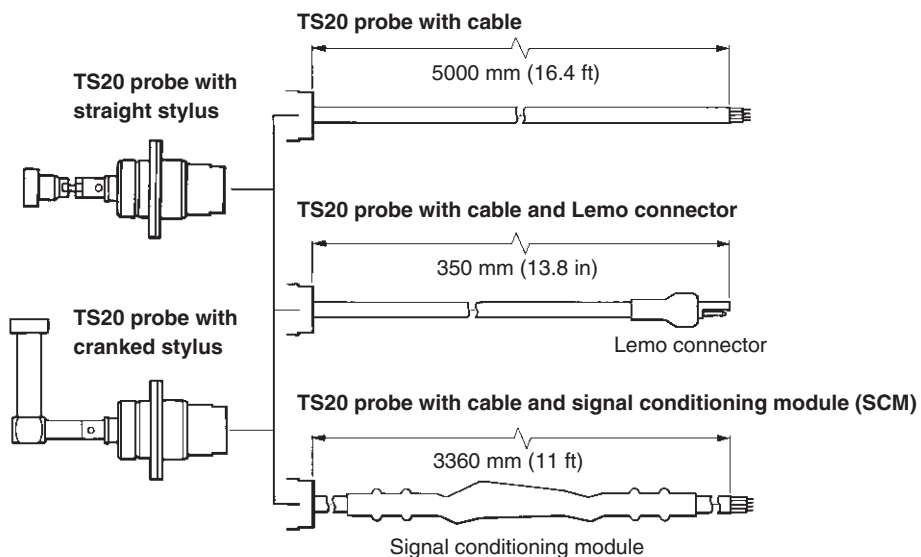 TS20 probe with cable
5000 mm (16.4 ft)
TS20 probe with
straight stylus
TS20 probe with cable and Lemo connector
350 mm (13.8 in)
Lemo connector
TS20 probe with
cranked stylus
TS20 probe with cable and signal conditioning module (SCM)
3360 mm (11 ft)
Signal conditioning module